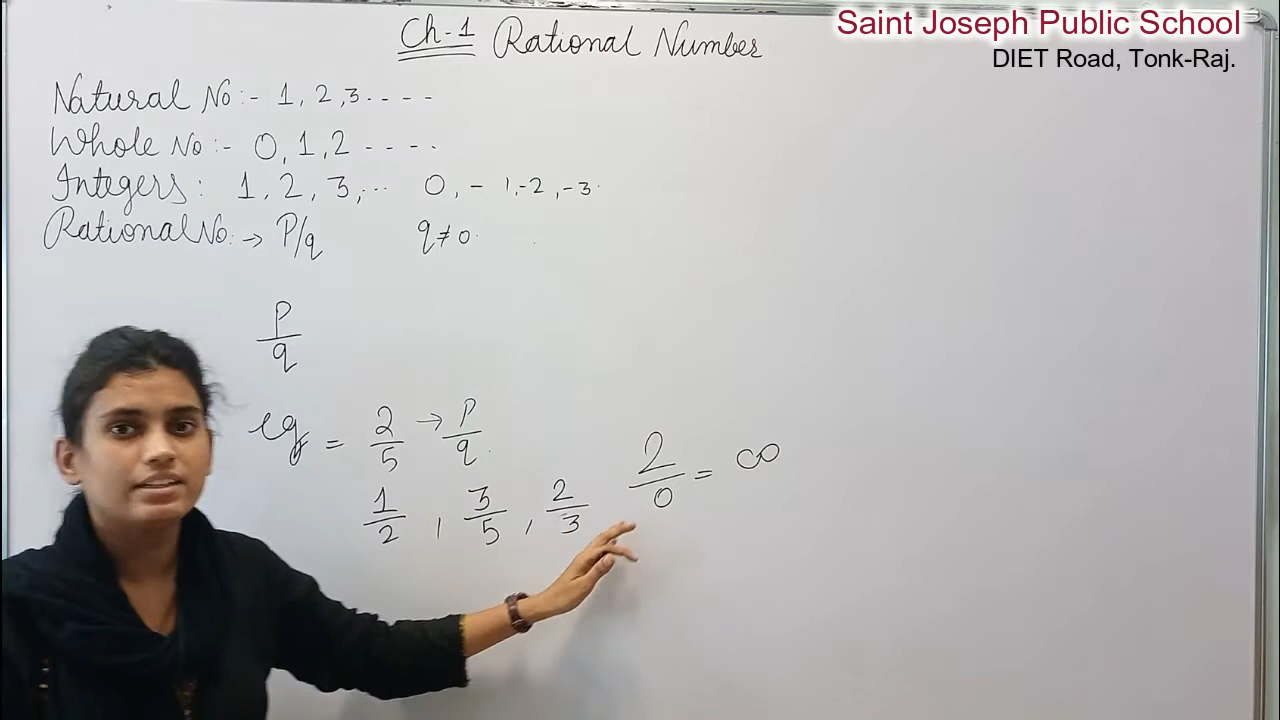 Saint Joseph Public School
DIET Road, Tonk-Raj.
Ch-1 Rational Number
Natural No :- 1, 2, 3 - - - -
Whole No :- 0, 1, 2 - - - -
Integers : 1, 2, 3, ... 0, - 1, -2, -3.
Rational No. : → P/q q ≠ 0.
P/q
eg = 2/5 → P/q.
1/2 , 3/5 , 2/3
2/0 = ∞